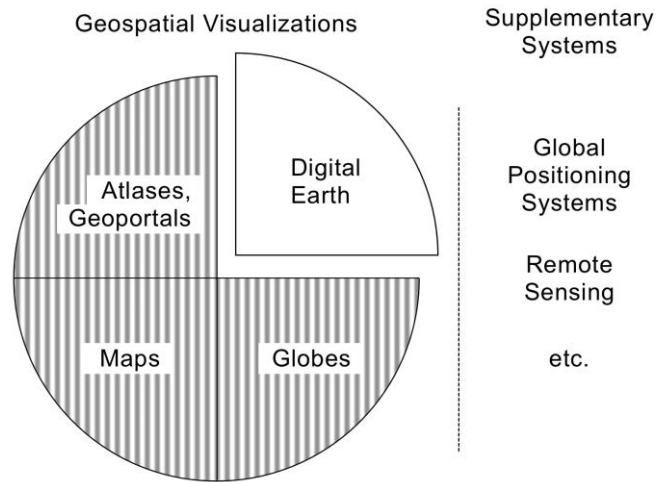 Geospatial Visualizations
Supplementary
Systems
Atlases,
Geoportals
Digital
Earth
Maps
Globes
Global
Positioning
Systems
Remote
Sensing
etc.